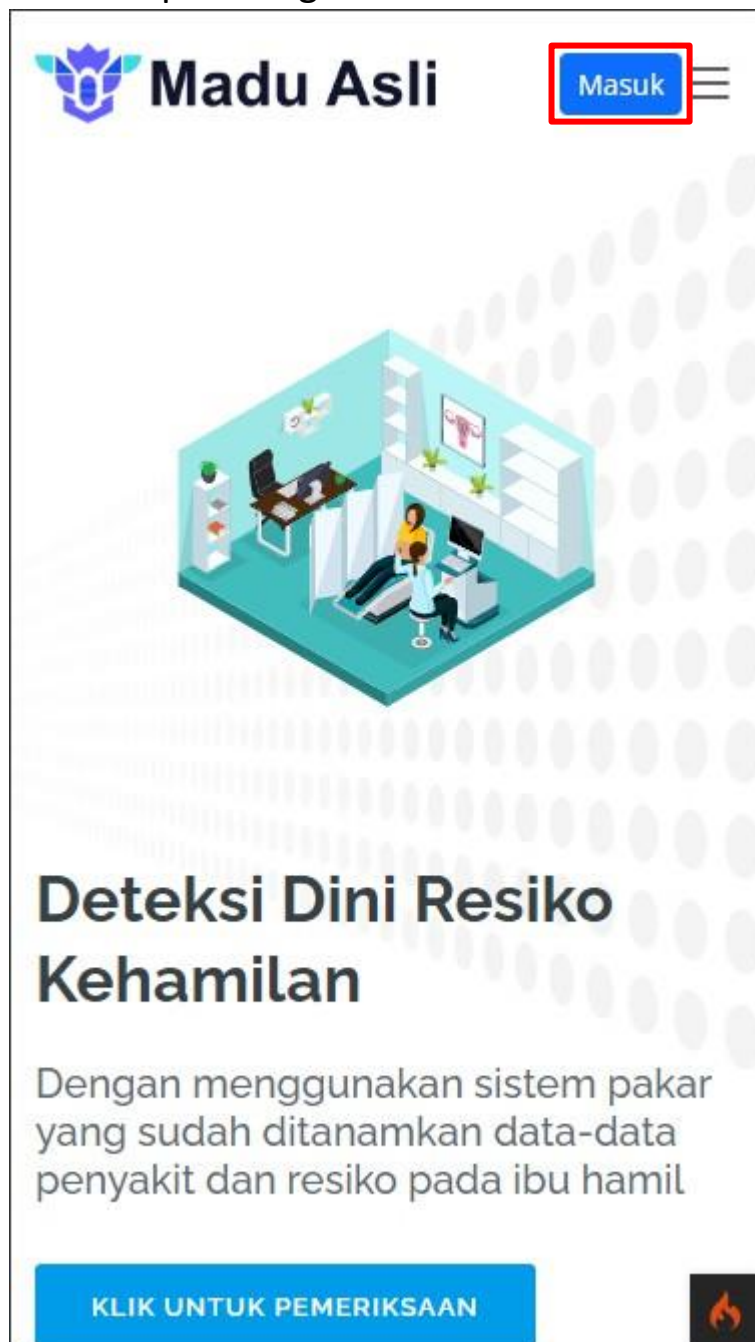 Madu Asli
Masuk
Deteksi Dini Resiko
Kehamilan
Dengan menggunakan sistem pakar
yang sudah ditanamkan data-data
penyakit dan resiko pada ibu hamil
KLIK UNTUK PEMERIKSAAN